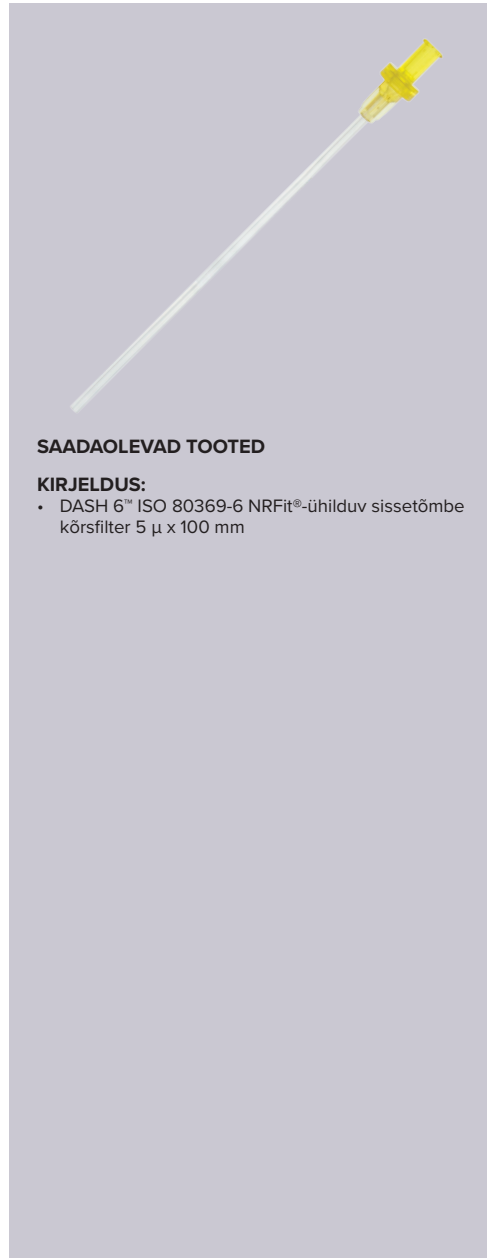 SAADAOLEVAD TOOTED
KIRJELDUS:
• DASH 6™ ISO 80369-6 NRFit®-ühilduv sissetõmbe
kõrsfilter 5 µ x 100 mm